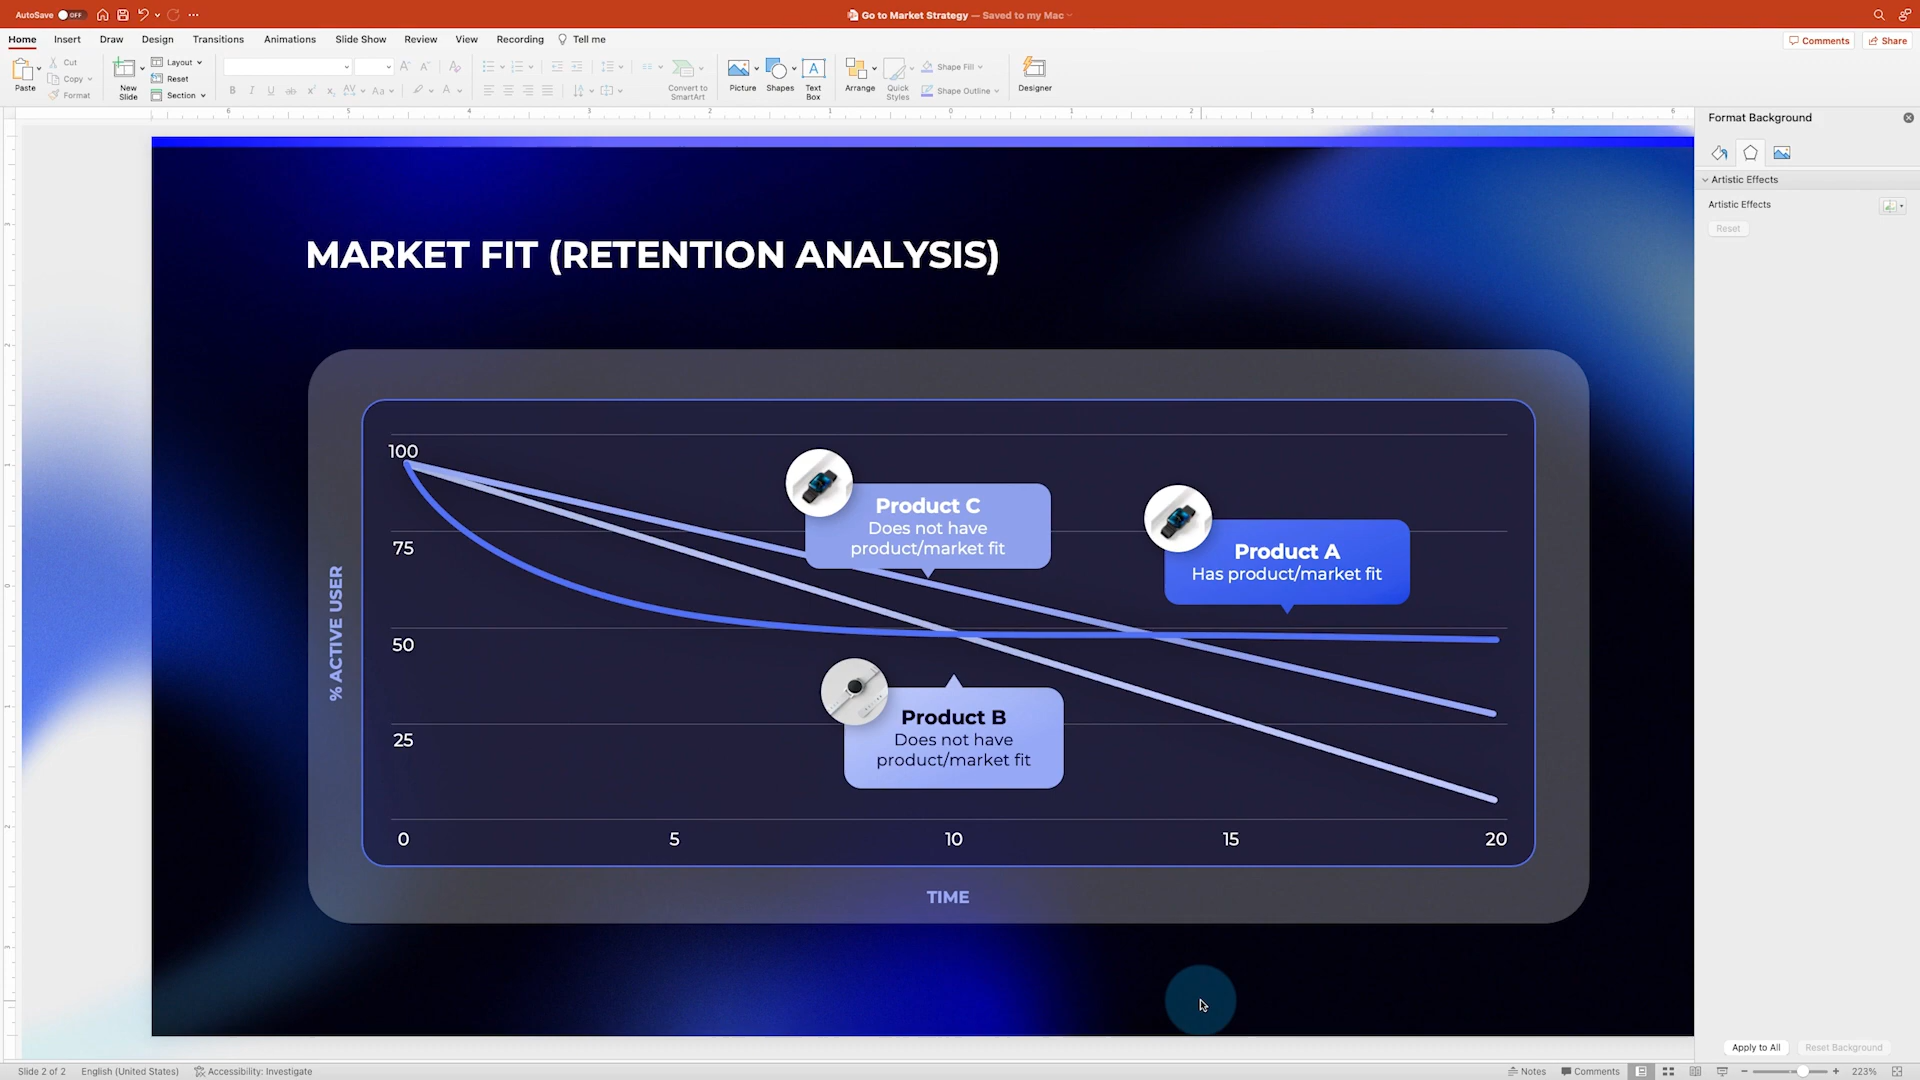 AutoSave OFF
Go to Market Strategy — Saved to my Mac
Home Insert Draw Design Transitions Animations Slide Show Review View Recording Tell me
Comments Share
Paste
Cut
Copy
Format
New Slide
Layout
Reset
Section
Convert to SmartArt
Picture
Shapes
Text Box
Arrange
Quick Styles
Shape Fill
Shape Outline
Designer
Format Background
Artistic Effects
Artistic Effects
Reset
MARKET FIT (RETENTION ANALYSIS)
% ACTIVE USER
100
75
50
25
0 5 10 15 20
TIME
Product C
Does not have
product/market fit
Product A
Has product/market fit
Product B
Does not have
product/market fit
Apply to All Reset Background
Slide 2 of 2 English (United States) Accessibility: Investigate
Notes Comments 223%